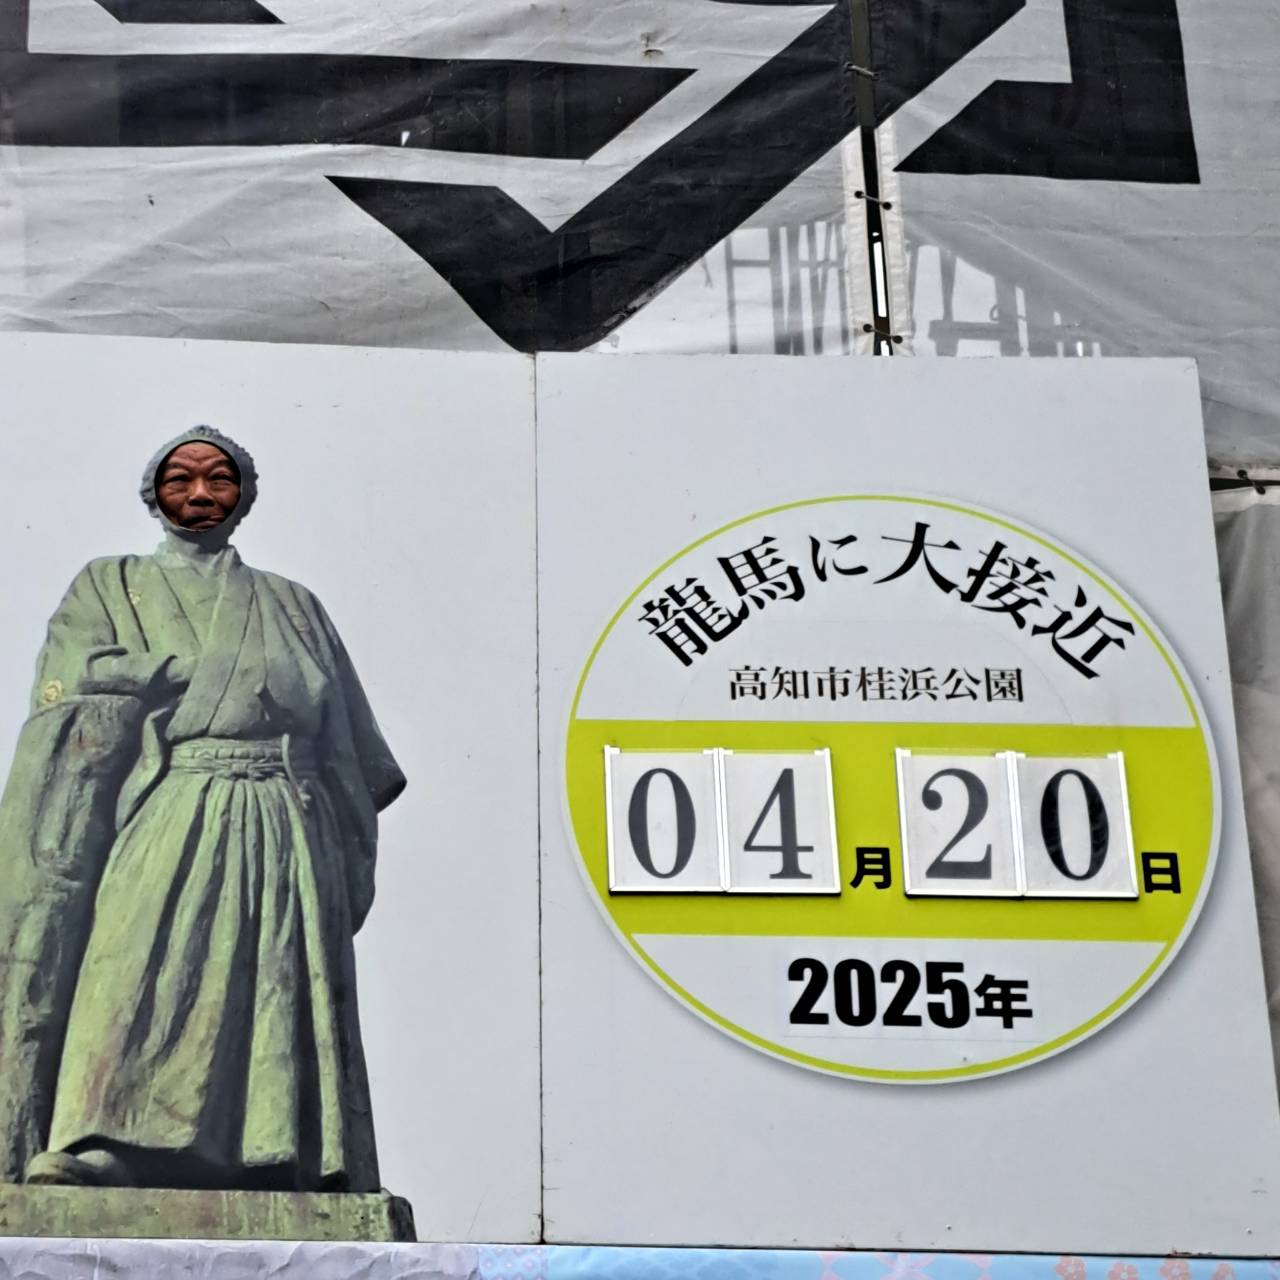 龍馬に大接近
高知市桂浜公園
04月20日
2025年